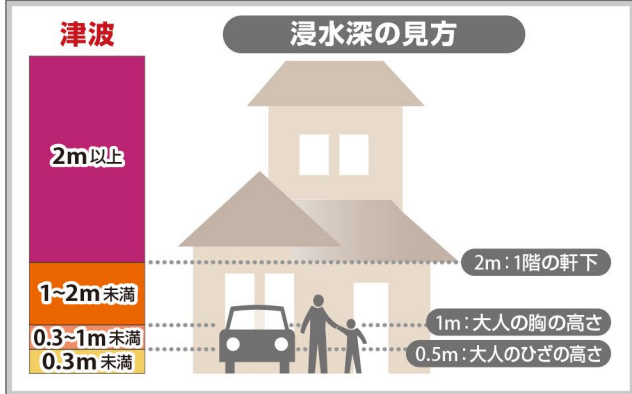 津波
浸水深の見方
2m以上
1~2m未満
0.3~1m未満
0.3m未満
2m：1階の軒下
1m：大人の胸の高さ
0.5m：大人のひざの高さ